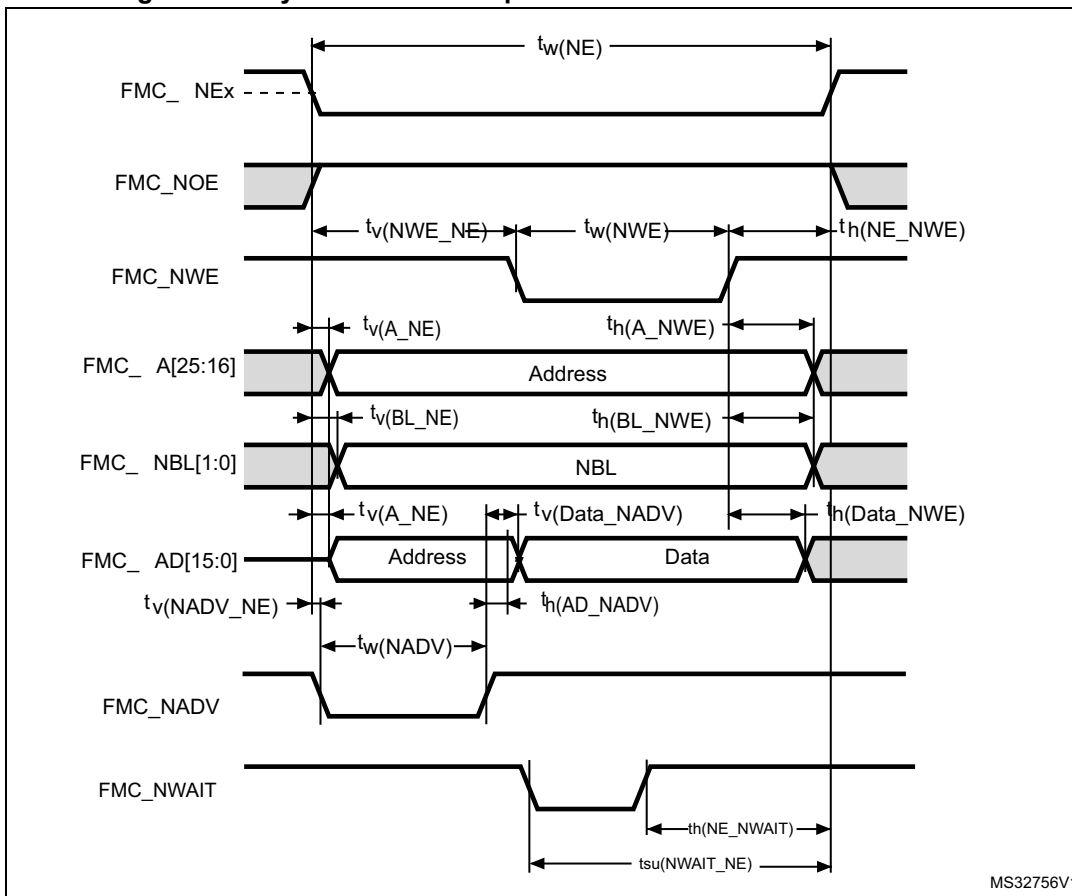 tw(NE)
FMC_ NEx
FMC_NOE
tv(NWE_NE) tw(NWE) th(NE_NWE)
FMC_NWE
tv(A_NE) th(A_NWE)
FMC_ A[25:16] Address
tv(BL_NE) th(BL_NWE)
FMC_ NBL[1:0] NBL
tv(A_NE) tv(Data_NADV) th(Data_NWE)
FMC_ AD[15:0] Address Data
tv(NADV_NE) th(AD_NADV)
tw(NADV)
FMC_NADV
FMC_NWAIT
th(NE_NWAIT)
tsu(NWAIT_NE)